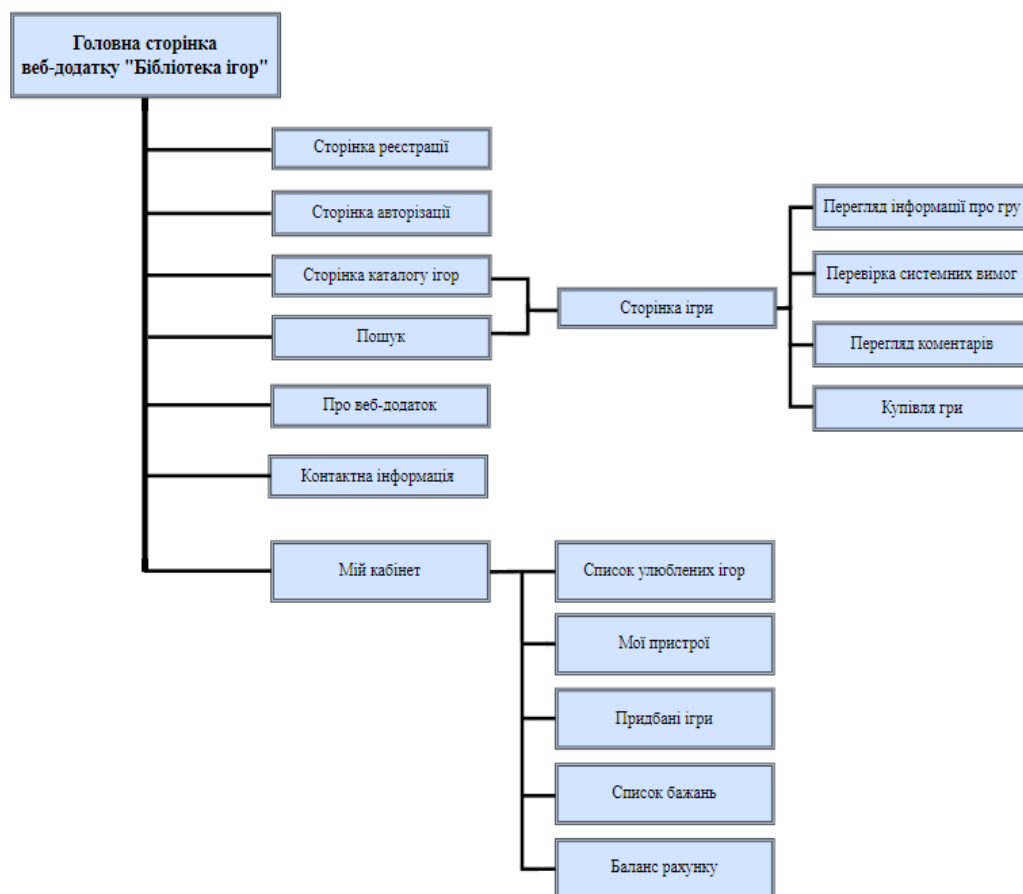 Головна сторінка
веб-додатку "Бібліотека ігор"
Сторінка реєстрації
Сторінка авторізації
Сторінка каталогу ігор
Пошук
Про веб-додаток
Контактна інформація
Мій кабінет
Сторінка ігри
Перегляд інформації про гру
Перевірка системних вимог
Перегляд коментарів
Купівля гри
Список улюблених ігор
Мої пристрої
Придбані ігри
Список бажань
Баланс рахунку